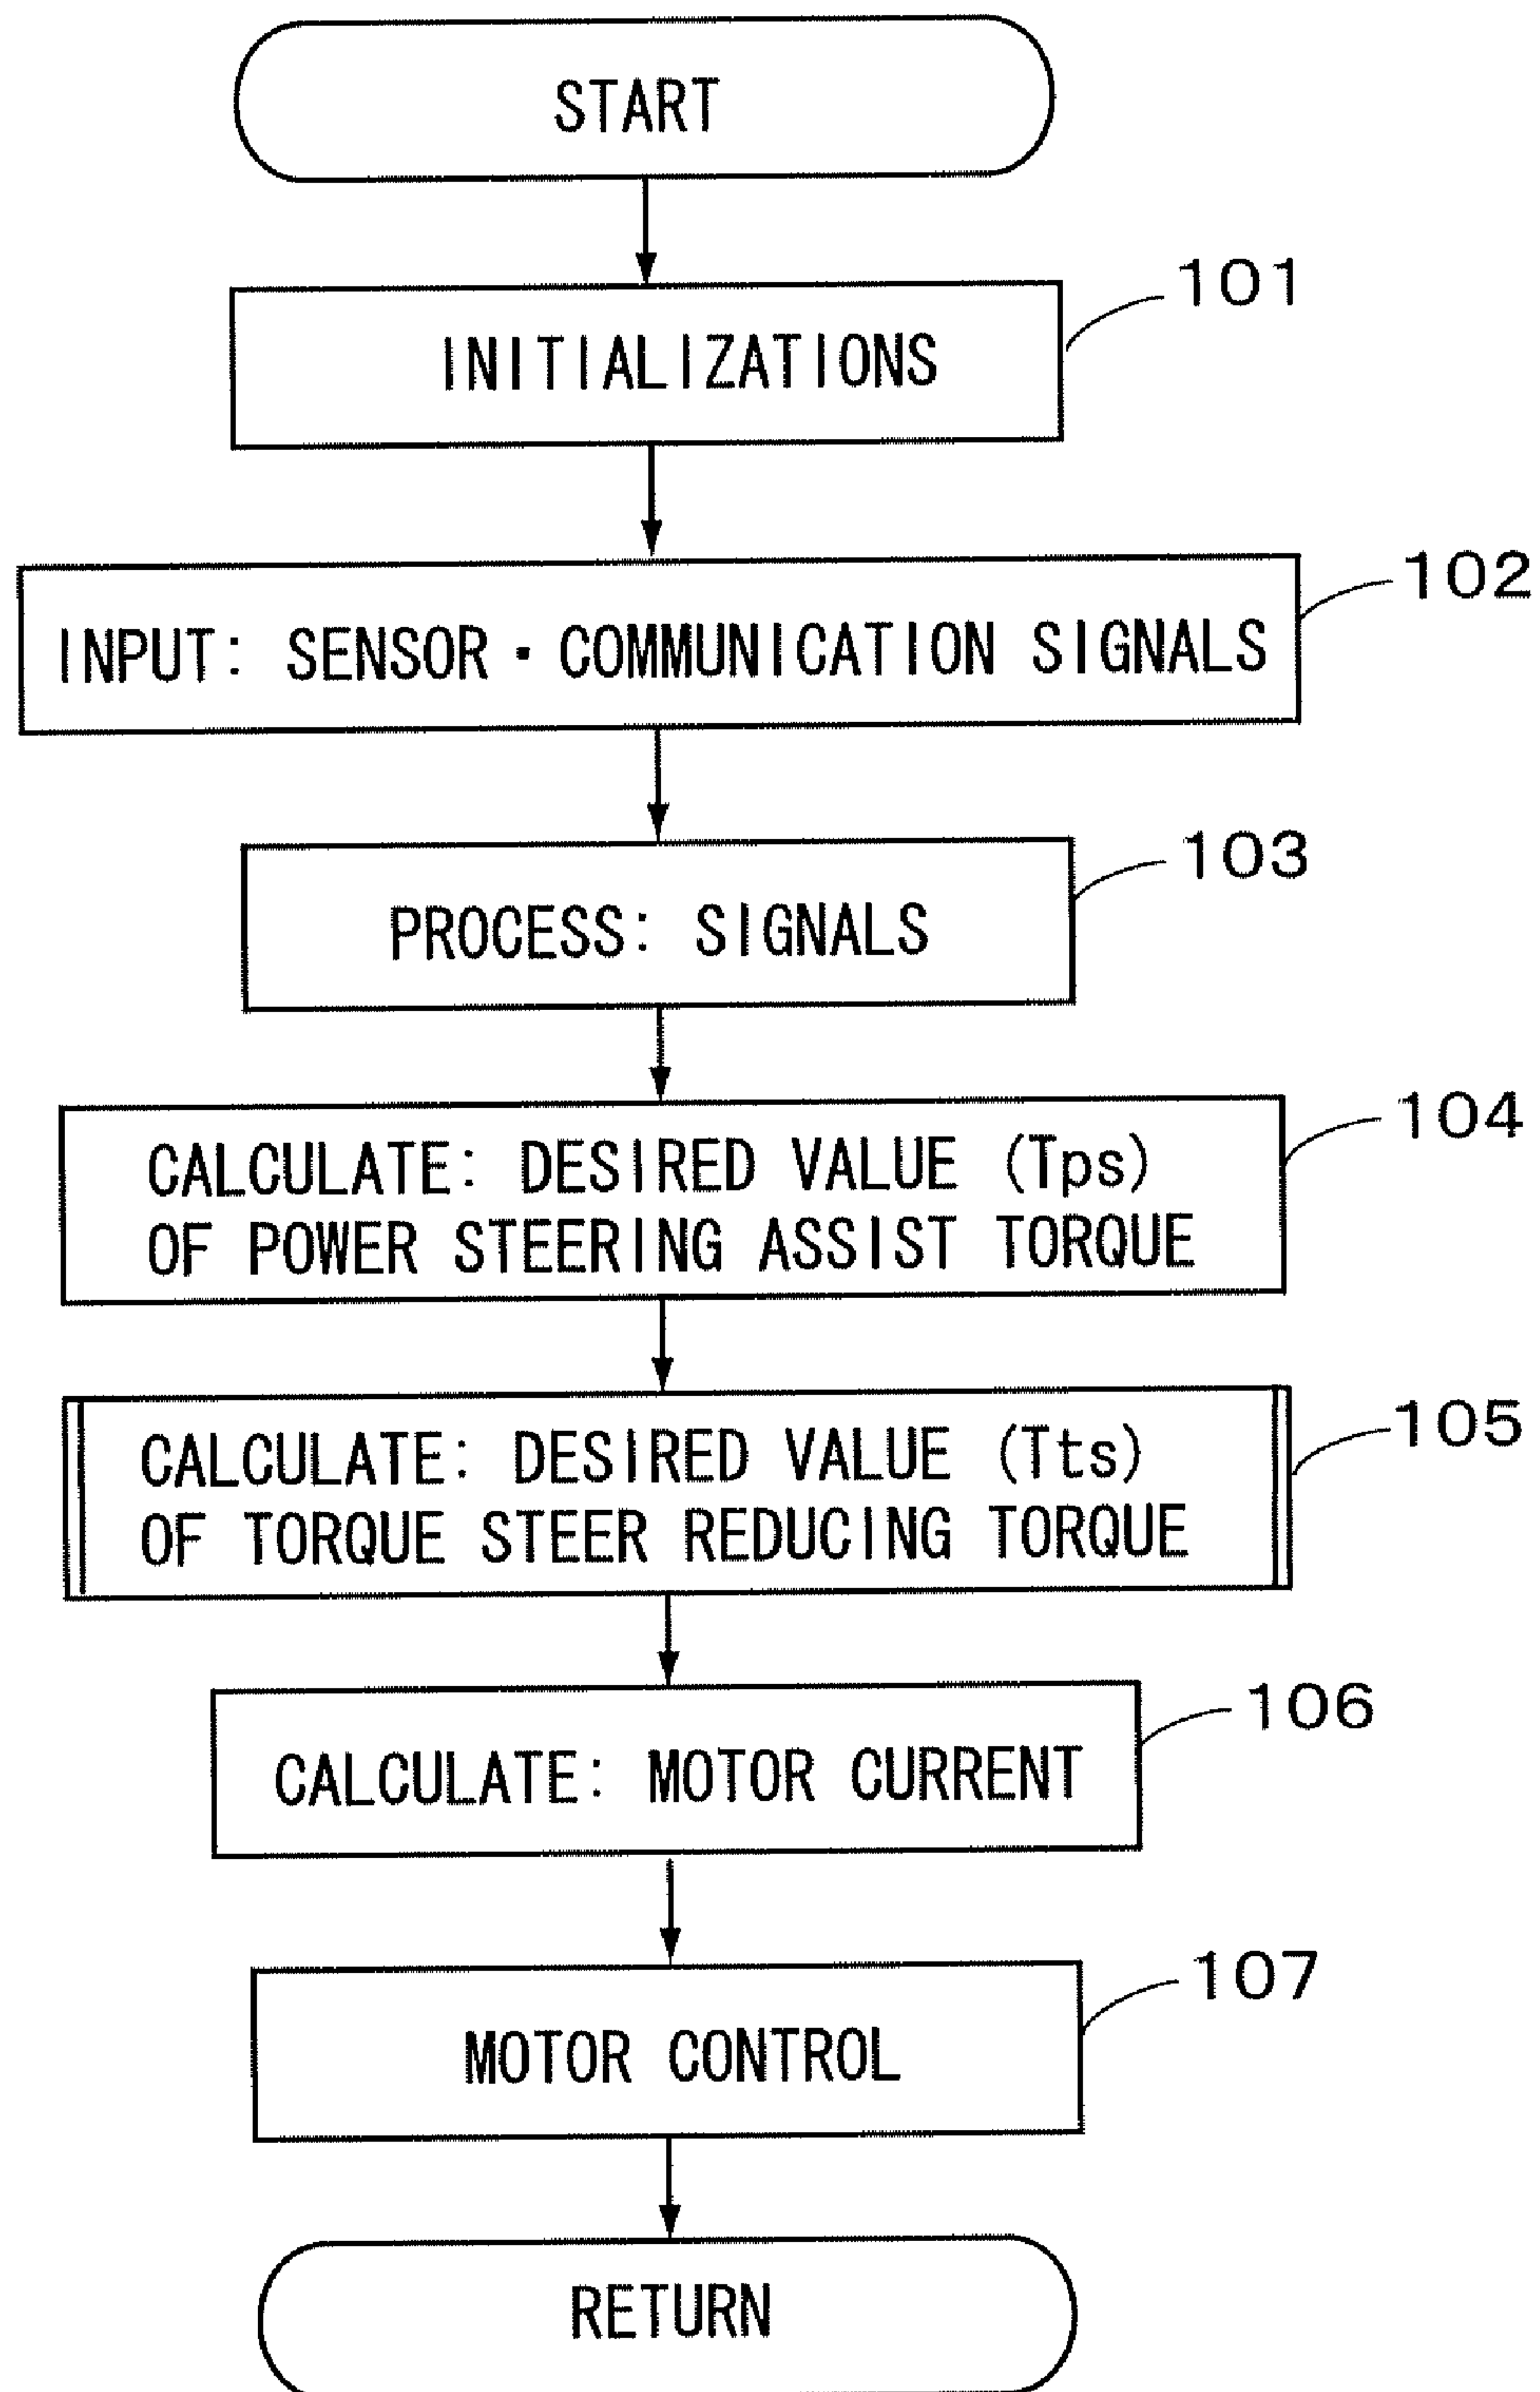 START
101
INITIALIZATIONS
102
INPUT: SENSOR・COMMUNICATION SIGNALS
103
PROCESS: SIGNALS
104
CALCULATE: DESIRED VALUE (Tps)
OF POWER STEERING ASSIST TORQUE
105
CALCULATE: DESIRED VALUE (Tts)
OF TORQUE STEER REDUCING TORQUE
106
CALCULATE: MOTOR CURRENT
107
MOTOR CONTROL
RETURN